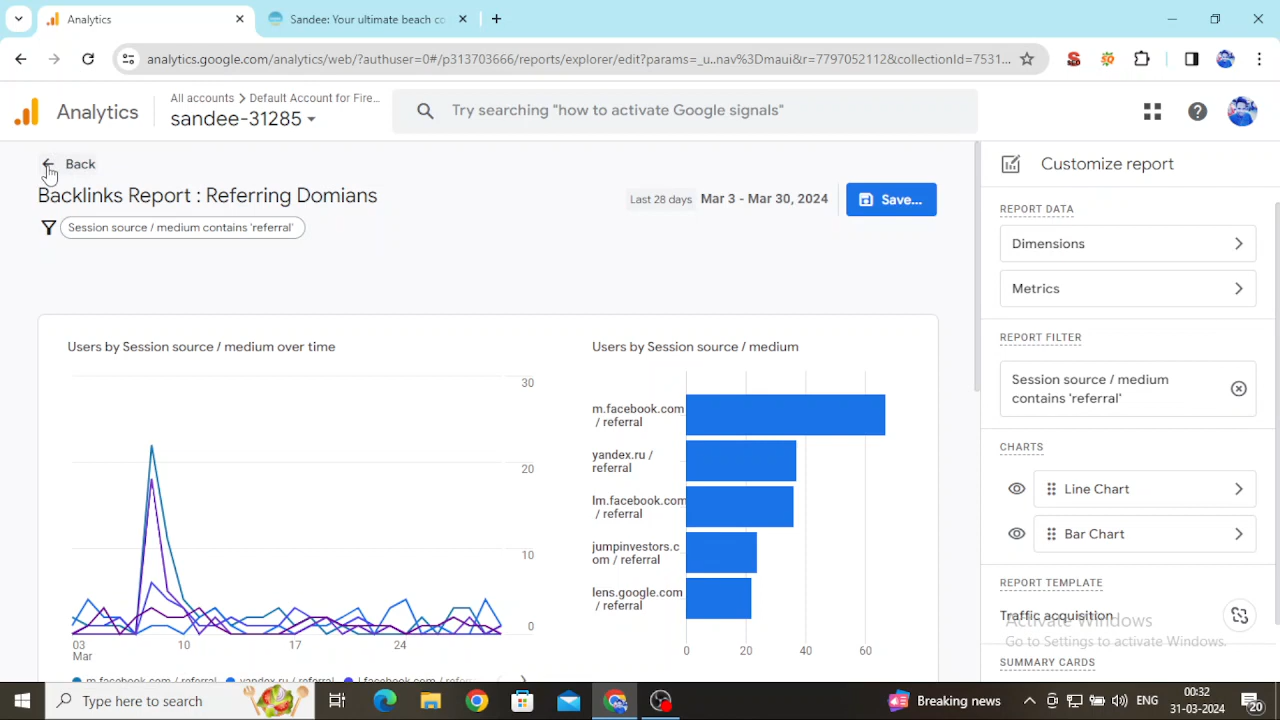 Analytics
Sandee: Your ultimate beach co
analytics.google.com/analytics/web/?authuser=0#/p313703666/reports/explorer/edit?params=_u..nav%3Dmaui&r=7797052112&collectionId=7531...
Analytics
All accounts > Default Account for Fire...
sandee-31285
Try searching "how to activate Google signals"
Back
Backlinks Report : Referring Domians
Last 28 days Mar 3 - Mar 30, 2024
Save...
Session source / medium contains 'referral'
Users by Session source / medium over time
30
20
10
0
03
Mar
10
17
24
m.facebook.com / referral
yandex.ru / referral
Users by Session source / medium
m.facebook.com
/ referral
yandex.ru /
referral
lm.facebook.com
/ referral
jumpinvestors.c
om / referral
lens.google.com
/ referral
0
20
40
60
Customize report
REPORT DATA
Dimensions
Metrics
REPORT FILTER
Session source / medium
contains 'referral'
CHARTS
Line Chart
Bar Chart
REPORT TEMPLATE
Traffic acquisition
Activate Windows
Go to Settings to activate Windows.
SUMMARY CARDS
Type here to search
Breaking news
ENG
00:32
31-03-2024
20